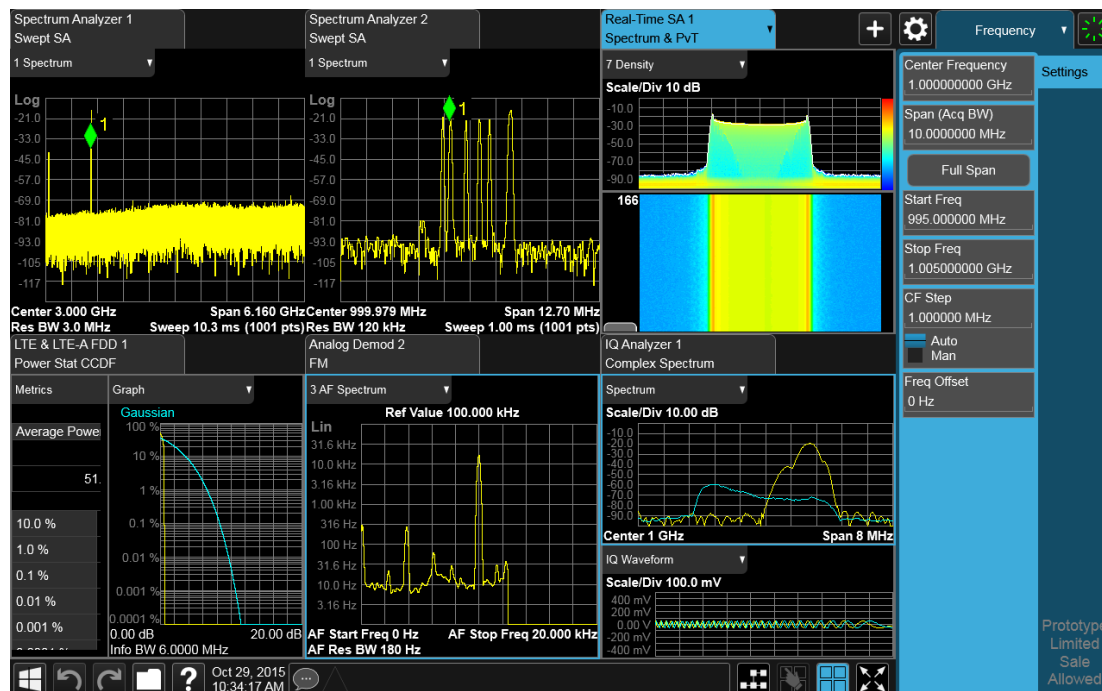 Spectrum Analyzer 1
Swept SA
Spectrum Analyzer 2
Swept SA
Real-Time SA 1
Spectrum & PvT
Frequency
1 Spectrum
Log
-21.0
-33.0
-45.0
-57.0
-69.0
-81.0
-93.0
-105
-117
1
Center 3.000 GHz
Span 6.160 GHz
Res BW 3.0 MHz
Sweep 10.3 ms (1001 pts)
1 Spectrum
Log
-21.0
-33.0
-45.0
-57.0
-69.0
-81.0
-93.0
-105
-117
1
Center 999.979 MHz
Span 12.70 MHz
Res BW 120 kHz
Sweep 1.00 ms (1001 pts)
7 Density
Scale/Div 10 dB
-10.0
-30.0
-50.0
-70.0
-90.0
166
Center Frequency
1.000000000 GHz
Span (Acq BW)
10.0000000 MHz
Full Span
Start Freq
995.000000 MHz
Stop Freq
1.005000000 GHz
CF Step
1.000000 MHz
Auto
Man
Freq Offset
0 Hz
Settings
LTE & LTE-A FDD 1
Power Stat CCDF
Metrics
Average Powe
51.
10.0 %
1.0 %
0.1 %
0.01 %
0.001 %
Graph
Gaussian
100 %
10 %
1 %
0.1 %
0.01 %
0.001 %
0.0001 %
0.00 dB
20.00 dB
Info BW 6.0000 MHz
Analog Demod 2
FM
3 AF Spectrum
Ref Value 100.000 kHz
Lin
31.6 kHz
10.0 kHz
3.16 kHz
1.00 kHz
316 Hz
100 Hz
31.6 Hz
10.0 Hz
3.16 Hz
AF Start Freq 0 Hz
AF Stop Freq 20.000 kHz
AF Res BW 180 Hz
IQ Analyzer 1
Complex Spectrum
Spectrum
Scale/Div 10.00 dB
-10.0
-20.0
-30.0
-40.0
-50.0
-60.0
-70.0
-80.0
-90.0
Center 1 GHz
Span 8 MHz
IQ Waveform
Scale/Div 100.0 mV
400 mV
200 mV
0.00 V
-200 mV
-400 mV
Prototype
Limited
Sale
Allowed
?
Oct 29, 2015
10:34:17 AM